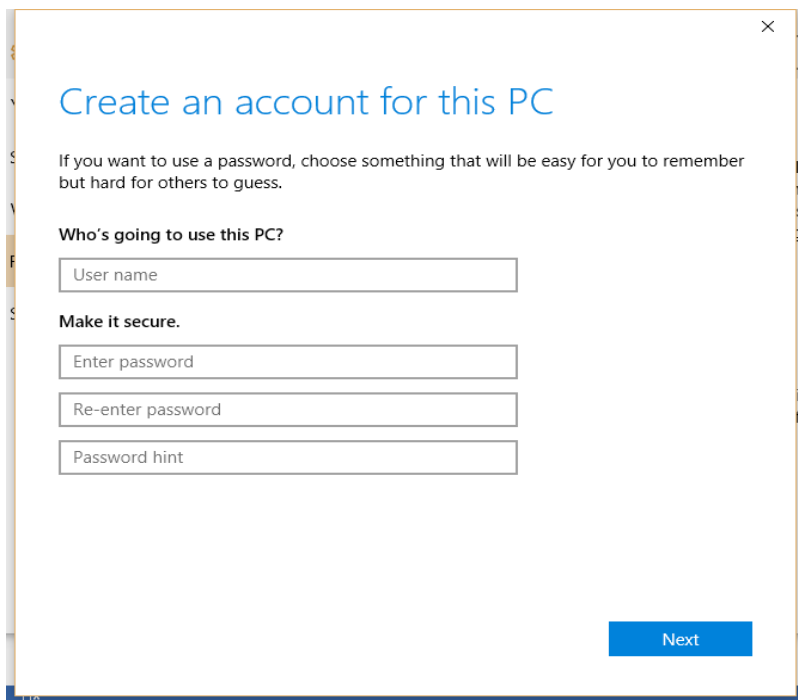 Create an account for this PC
If you want to use a password, choose something that will be easy for you to remember
but hard for others to guess.
Who's going to use this PC?
User name
Make it secure.
Enter password
Re-enter password
Password hint
Next